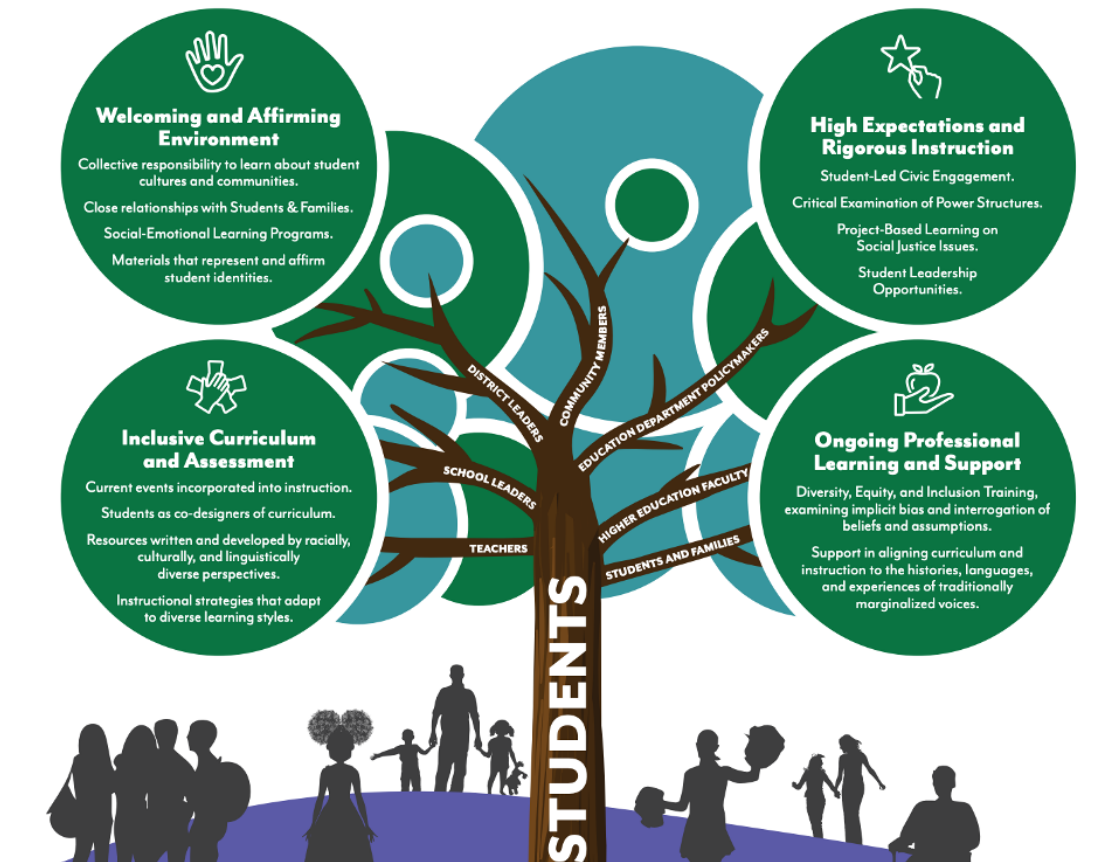 Welcoming and Affirming
Environment
Collective responsibility to learn about student
cultures and communities.
Close relationships with Students & Families.
Social-Emotional Learning Programs.
Materials that represent and affirm
student identities.
High Expectations and
Rigorous Instruction
Student-Led Civic Engagement.
Critical Examination of Power Structures.
Project-Based Learning on
Social Justice Issues.
Student Leadership
Opportunities.
Inclusive Curriculum
and Assessment
Current events incorporated into instruction.
Students as co-designers of curriculum.
Resources written and developed by racially,
culturally, and linguistically
diverse perspectives.
Instructional strategies that adapt
to diverse learning styles.
Ongoing Professional
Learning and Support
Diversity, Equity, and Inclusion Training,
examining implicit bias and interrogation of
beliefs and assumptions.
Support in aligning curriculum and
instruction to the histories, languages,
and experiences of traditionally
marginalized voices.
DISTRICT LEADERS
COMMUNITY MEMBERS
EDUCATION DEPARTMENT POLICYMAKERS
SCHOOL LEADERS
HIGHER EDUCATION FACULTY
TEACHERS
STUDENTS AND FAMILIES
STUDENTS